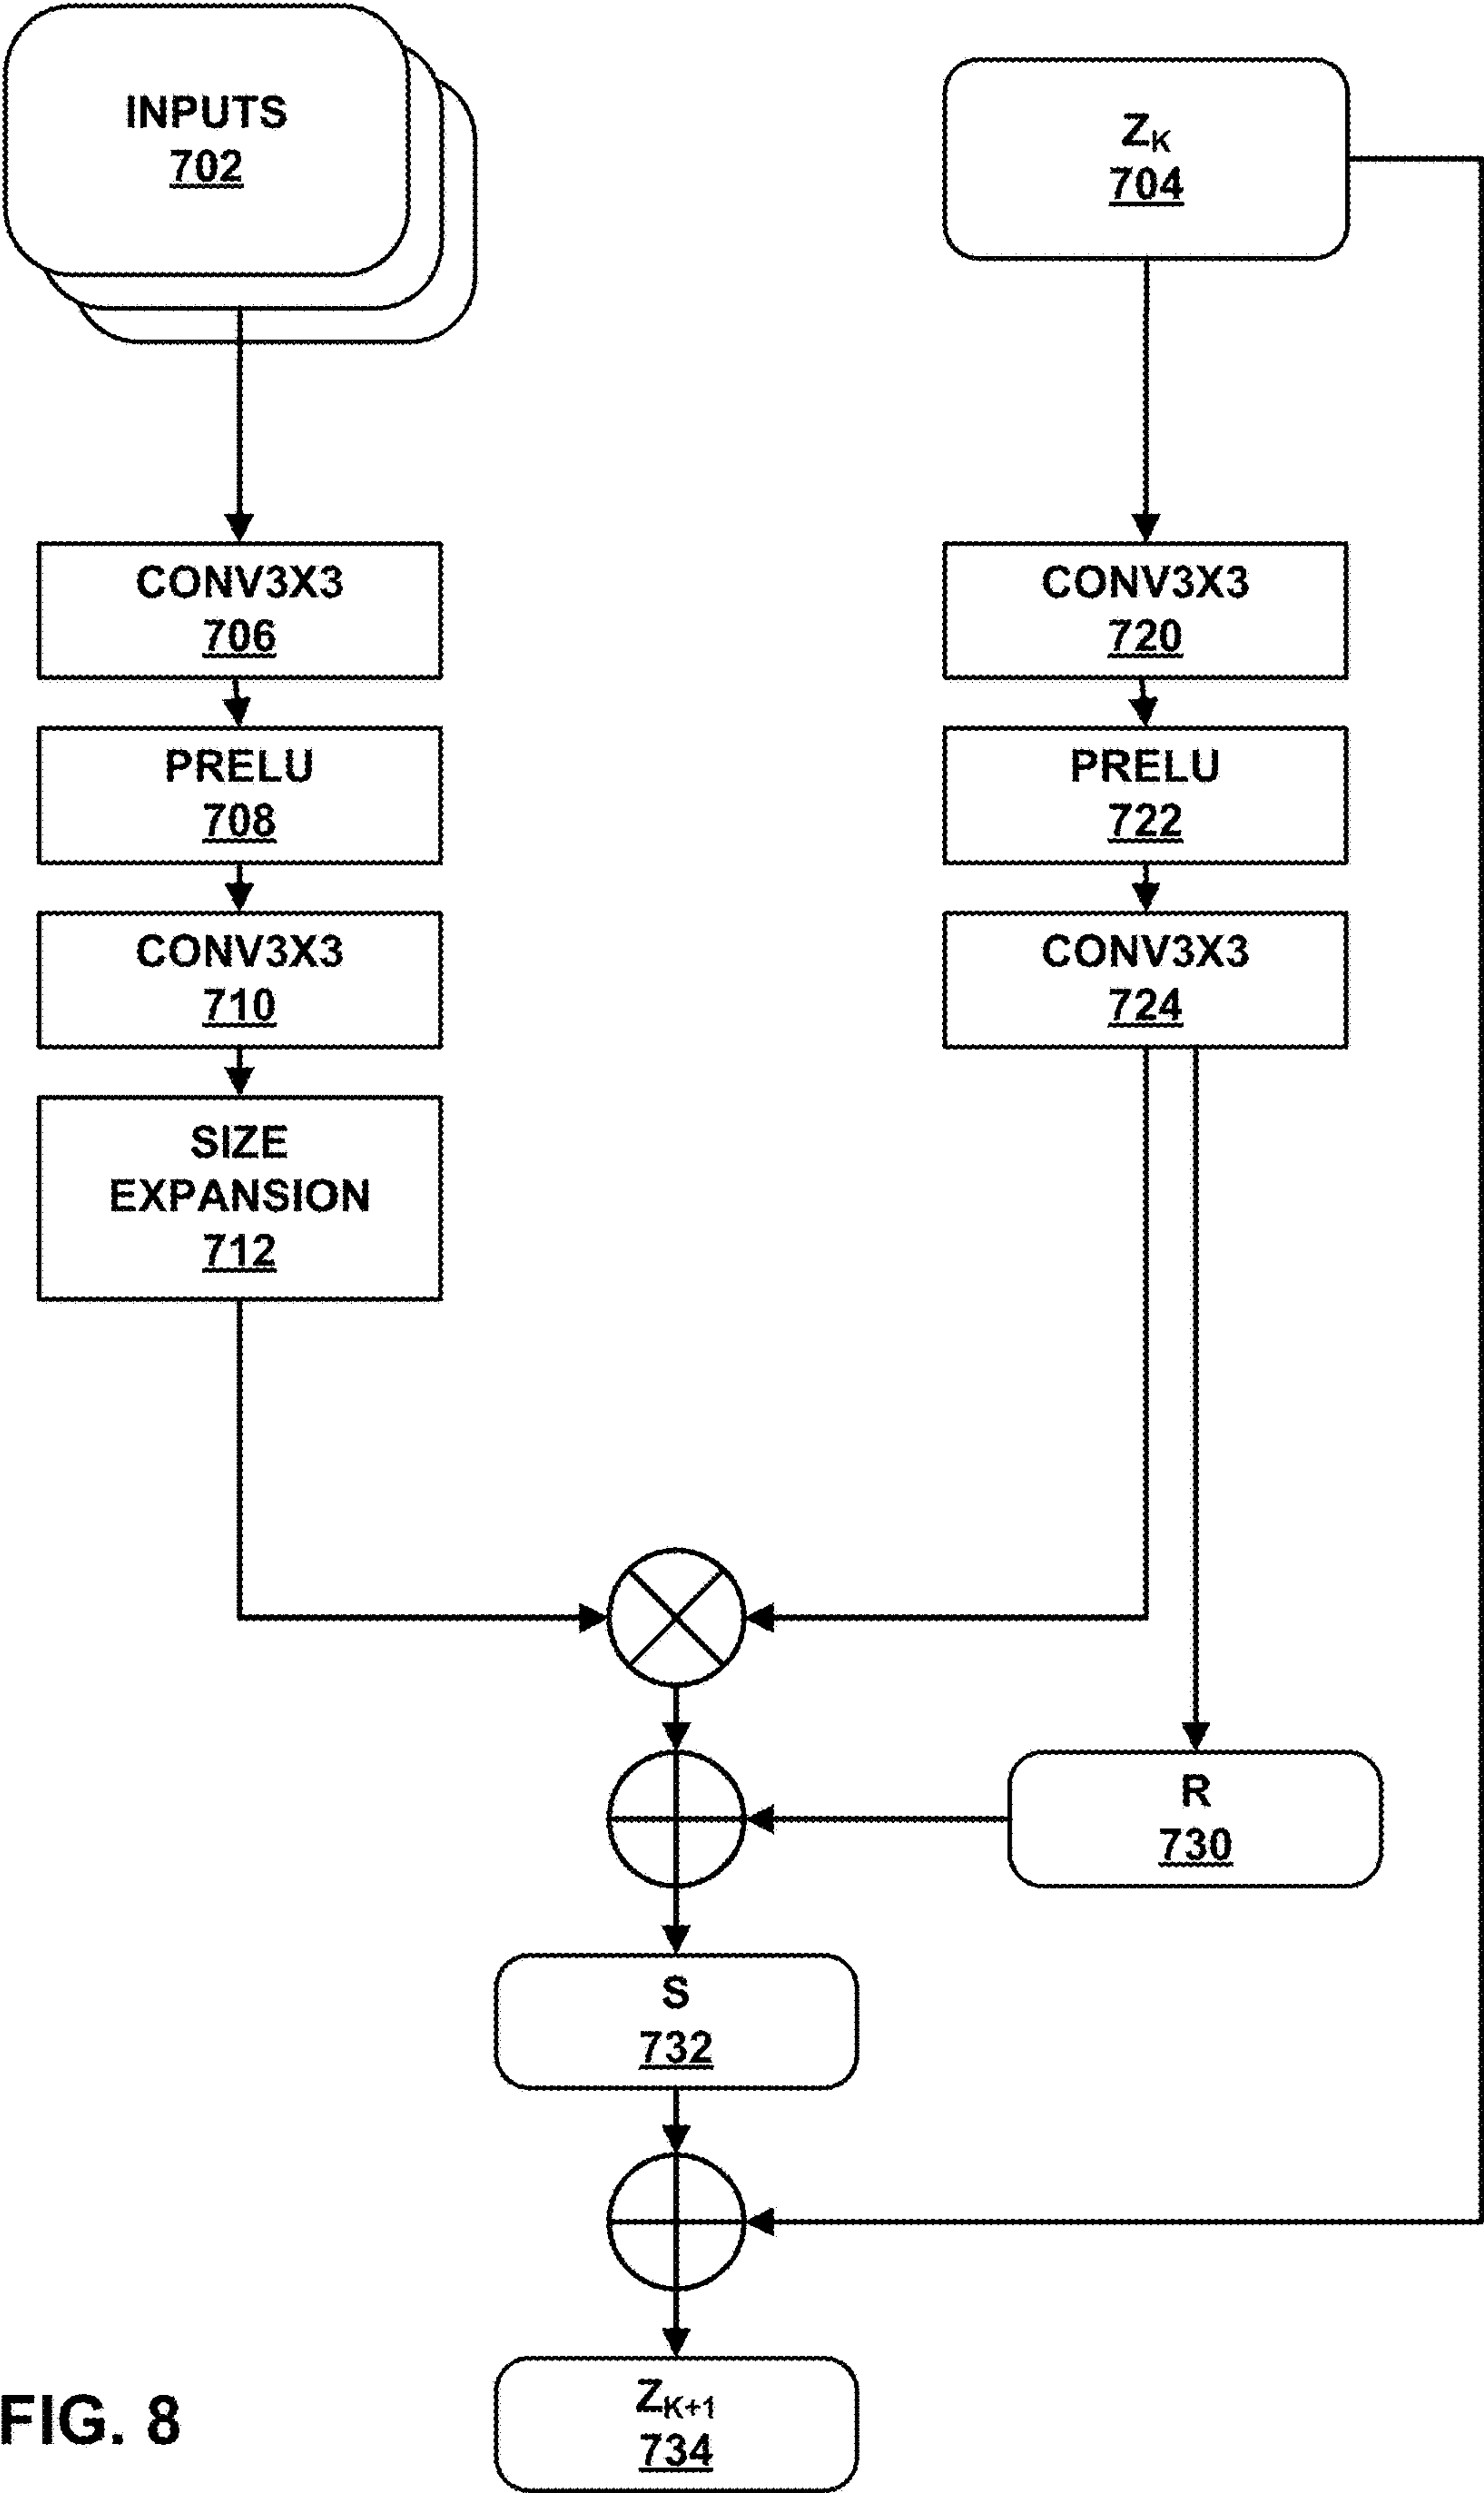 INPUTS
702
ZK
704
CONV3X3
706
PRELU
708
CONV3X3
710
SIZE
EXPANSION
712
CONV3X3
720
PRELU
722
CONV3X3
724
R
730
S
732
ZK+1
734
FIG. 8